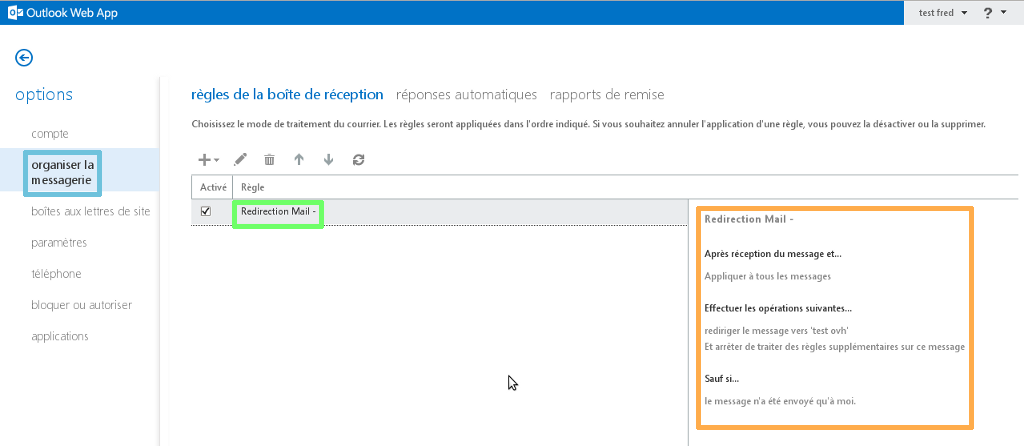 Outlook Web App
test fred
?
options
compte
organiser la
messagerie
boîtes aux lettres de site
paramètres
téléphone
bloquer ou autoriser
applications
règles de la boîte de réception réponses automatiques rapports de remise
Choisissez le mode de traitement du courrier. Les règles seront appliquées dans l'ordre indiqué. Si vous souhaitez annuler l'application d'une règle, vous pouvez la désactiver ou la supprimer.
Activé Règle
Redirection Mail -
Redirection Mail -
Après réception du message et...
Appliquer à tous les messages
Effectuer les opérations suivantes...
rediriger le message vers 'test ovh'
Et arrêter de traiter des règles supplémentaires sur ce message
Sauf si...
le message n'a été envoyé qu'à moi.